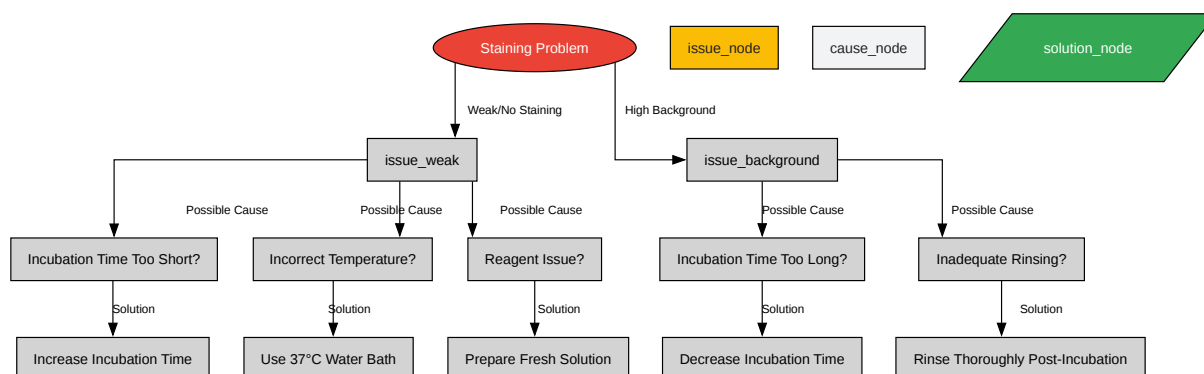 Staining Problem
issue_node
cause_node
solution_node
Weak/No Staining
High Background
issue_weak
issue_background
Possible Cause
Possible Cause
Possible Cause
Possible Cause
Possible Cause
Incubation Time Too Short?
Incorrect Temperature?
Reagent Issue?
Incubation Time Too Long?
Inadequate Rinsing?
Solution
Solution
Solution
Solution
Solution
Increase Incubation Time
Use 37°C Water Bath
Prepare Fresh Solution
Decrease Incubation Time
Rinse Thoroughly Post-Incubation